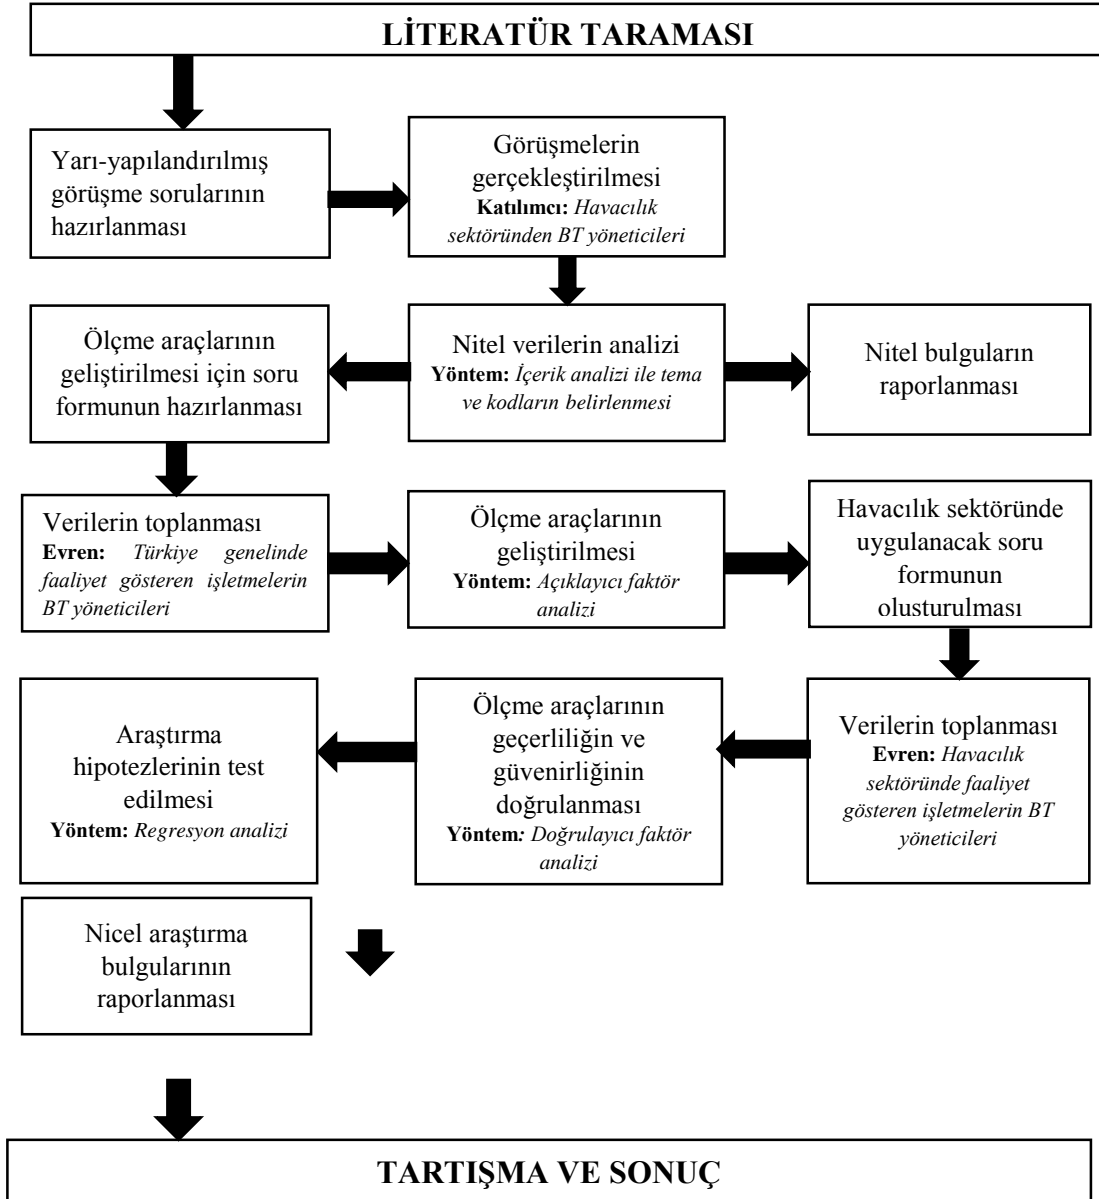 LİTERATÜR TARAMASI
Yarı-yapılandırılmış
görüşme sorularının
hazırlanması
Görüşmelerin
gerçekleştirilmesi
Katılımcı: Havacılık
sektöründen BT yöneticileri
Ölçme araçlarının
geliştirilmesi için soru
formunun hazırlanması
Nitel verilerin analizi
Yöntem: İçerik analizi ile tema
ve kodların belirlenmesi
Nitel bulguların
raporlanması
Verilerin toplanması
Evren: Türkiye genelinde
faaliyet gösteren işletmelerin
BT yöneticileri
Ölçme araçlarının
geliştirilmesi
Yöntem: Açıklayıcı faktör
analizi
Havacılık sektöründe
uygulanacak soru
formunun
olusturulması
Araştırma
hipotezlerinin test
edilmesi
Yöntem: Regresyon analizi
Ölçme araçlarının
geçerliliğin ve
güvenirliğinin
doğrulanması
Yöntem: Doğrulayıcı faktör
analizi
Verilerin toplanması
Evren: Havacılık
sektöründe faaliyet
gösteren işletmelerin BT
yöneticileri
Nicel araştırma
bulgularının
raporlanması
TARTIŞMA VE SONUÇ